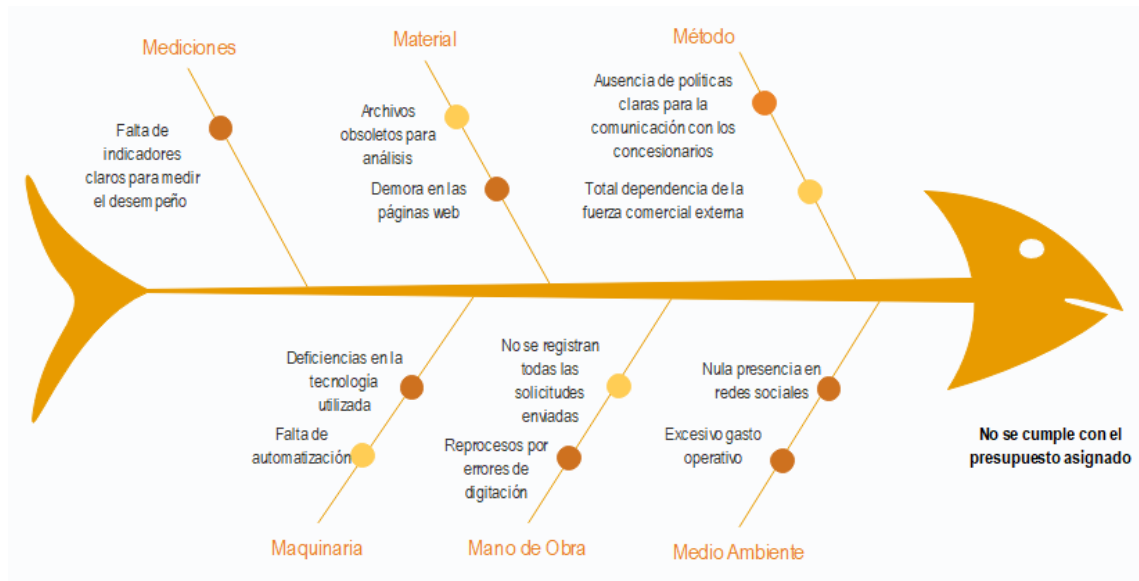 Mediciones
Falta de
indicadores
claros para medir
el desempeño
Material
Archivos
obsoletos para
análisis
Demora en las
páginas web
Método
Ausencia de políticas
claras para la
comunicación con los
concesionarios
Total dependencia de la
fuerza comercial externa
Deficiencias en la
tecnología
utilizada
Falta de
automatización
Maquinaria
No se registran
todas las
solicitudes
enviadas
Reprocesos por
errores de
digitación
Mano de Obra
Nula presencia en
redes sociales
Excesivo gasto
operativo
Medio Ambiente
No se cumple con el
presupuesto asignado